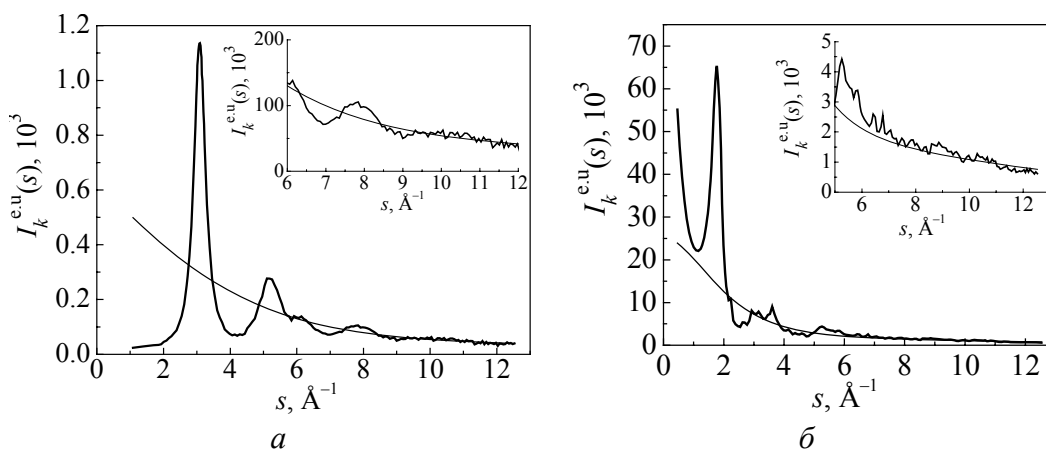 1.2
1.0
0.8
0.6
0.4
0.2
0.0
I_k^e.u(s), 10^3
0 2 4 6 8 10 12
s, Å^–1
200
100
0
I_k^e.u(s), 10^3
6 7 8 9 10 11 12
s, Å^–1
а
70
60
50
40
30
20
10
0
I_k^e.u(s), 10^3
0 2 4 6 8 10 12
s, Å^–1
5
4
3
2
1
0
I_k^e.u(s), 10^3
6 8 10 12
s, Å^–1
б